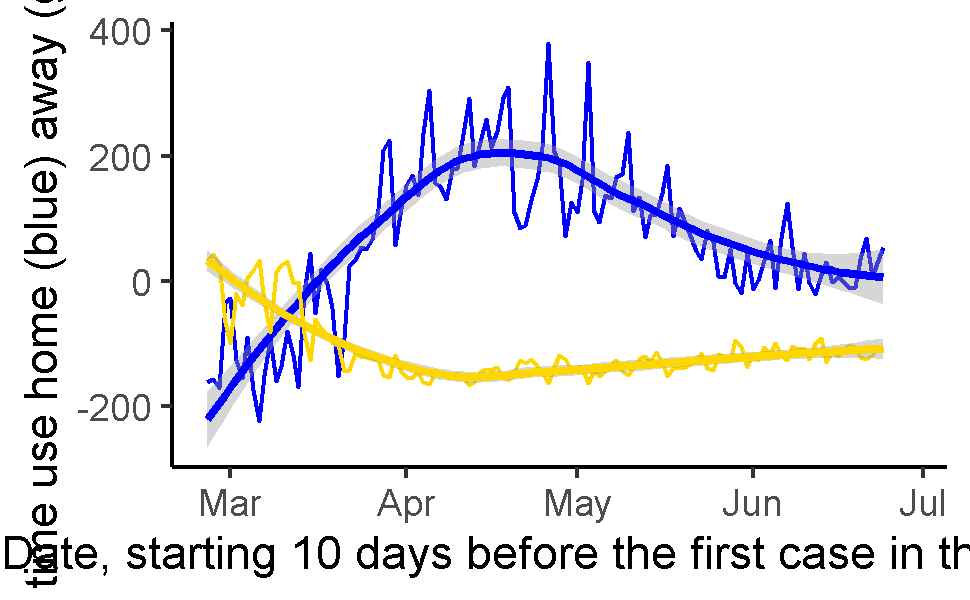 time use home (blue) away (
400
200
0
-200
Mar Apr May Jun Jul
Date, starting 10 days before the first case in th